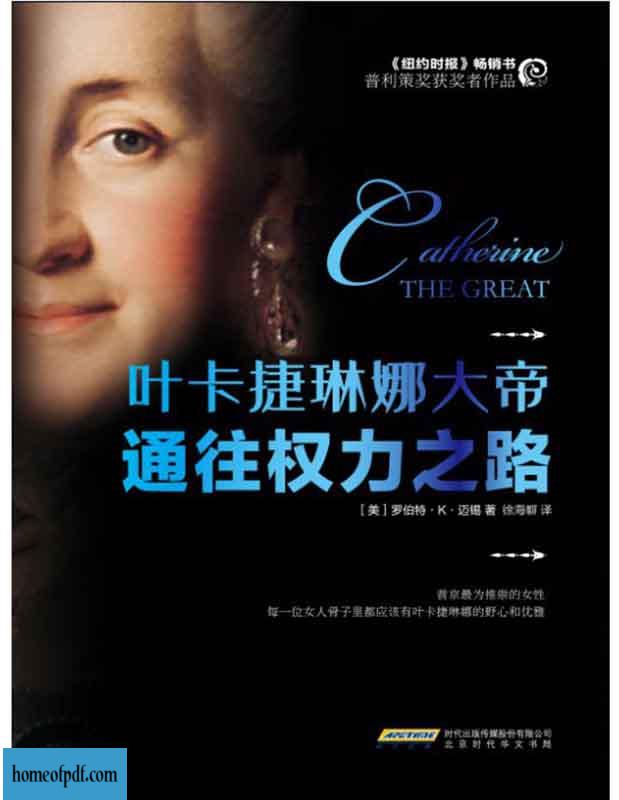 《纽约时报》畅销书
普利策奖获奖者作品
Catherine
THE GREAT
叶卡捷琳娜大帝
通往权力之路
[美] 罗伯特·K·迈锡 著 徐海幈 译
普京最为推崇的女性
每一位女人骨子里都应该有叶卡捷琳娜的野心和优雅
时代出版传媒股份有限公司
北京时代华文书局
homeofpdf.com